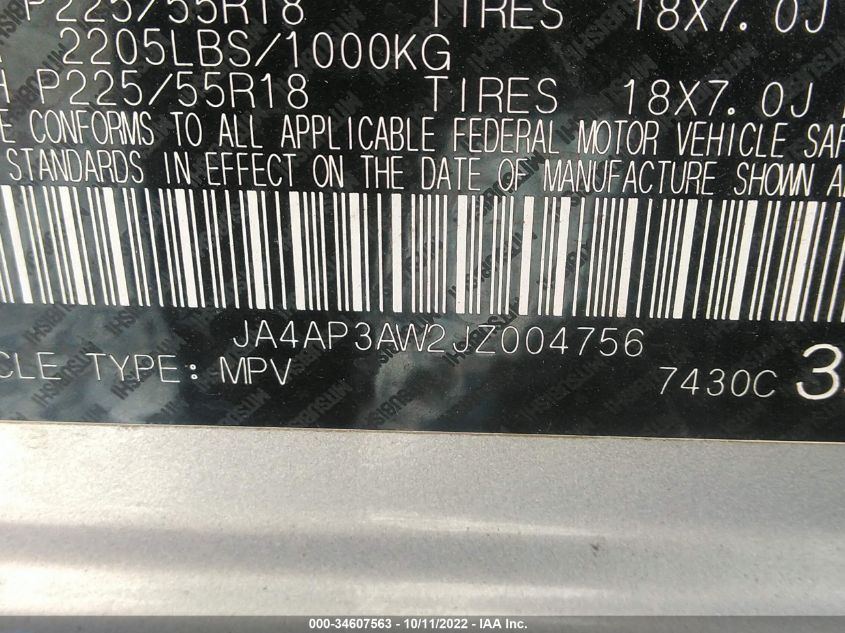 P225/55R18 TIRES 18X7.0J
2205LBS/1000KG
H P225/55R18 TIRES 18X7.0J
E CONFORMS TO ALL APPLICABLE FEDERAL MOTOR VEHICLE SAF
STANDARDS IN EFFECT ON THE DATE OF MANUFACTURE SHOWN A
JA4AP3AW2JZ004756
CLE TYPE: MPV
7430C 3
MITSUBISHI
000-34607563 - 10/11/2022 - IAA Inc.